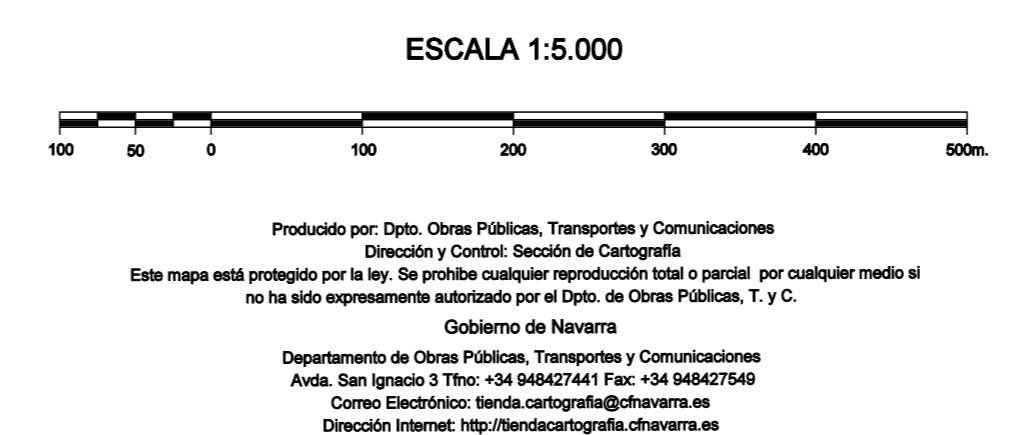 ESCALA 1:5.000
100 50 0 100 200 300 400 500m.
Producido por: Dpto. Obras Públicas, Transportes y Comunicaciones
Dirección y Control: Sección de Cartografía
Este mapa está protegido por la ley. Se prohibe cualquier reproducción total o parcial por cualquier medio si
no ha sido expresamente autorizado por el Dpto. de Obras Públicas, T. y C.
Gobierno de Navarra
Departamento de Obras Públicas, Transportes y Comunicaciones
Avda. San Ignacio 3 Tfno: +34 948427441 Fax: +34 948427549
Correo Electrónico: tienda.cartografia@cfnavarra.es
Dirección Internet: http://tiendacartografia.cfnavarra.es